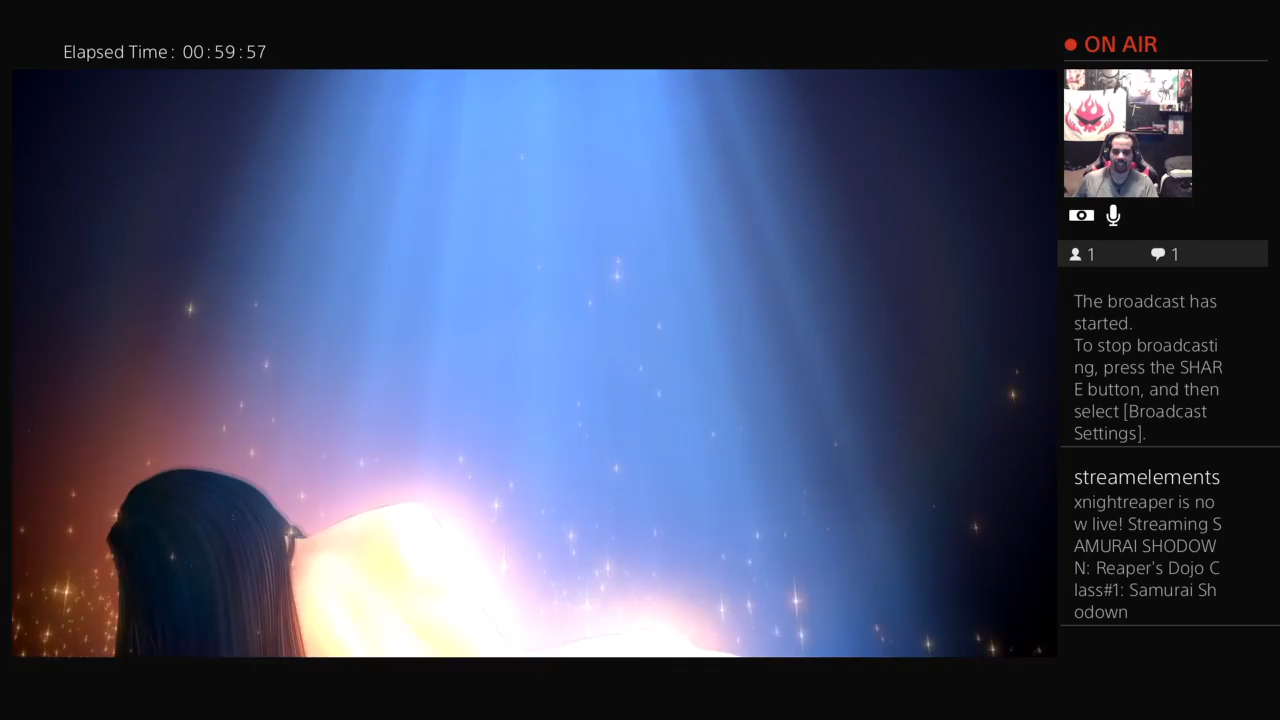 Elapsed Time: 00:59:57
ON AIR
1 1
The broadcast has
started.
To stop broadcasti
ng, press the SHAR
E button, and then
select [Broadcast
Settings].
streamelements
xnightreaper is no
w live! Streaming S
AMURAI SHODOW
N: Reaper's Dojo C
lass#1: Samurai Sh
odown